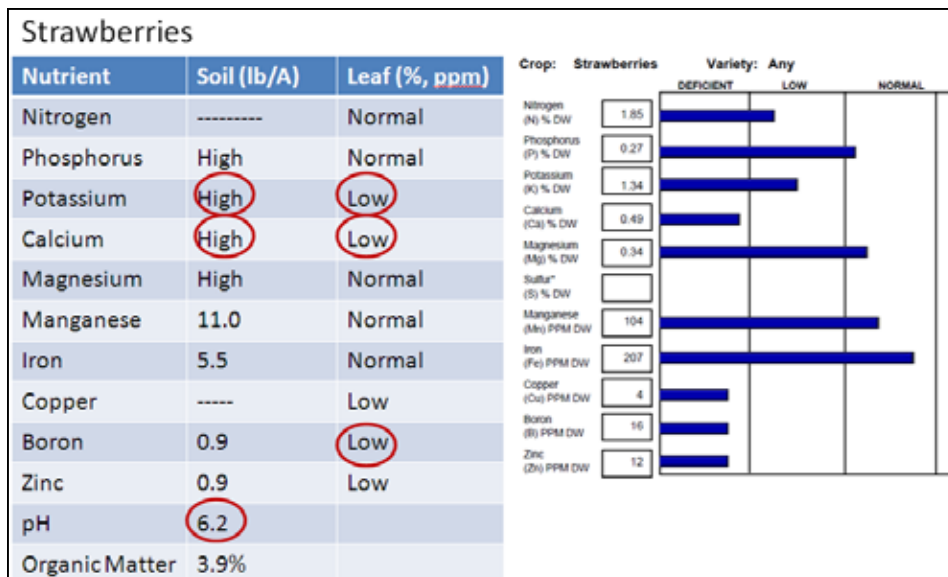 Strawberries
Nutrient Soil (lb/A) Leaf (%, ppm)
Nitrogen --------- Normal
Phosphorus High Normal
Potassium High Low
Calcium High Low
Magnesium High Normal
Manganese 11.0 Normal
Iron 5.5 Normal
Copper ----- Low
Boron 0.9 Low
Zinc 0.9 Low
pH 6.2
Organic Matter 3.9%
Crop: Strawberries Variety: Any
DEFICIENT LOW NORMAL
Nitrogen
(N) % DW 1.85
Phosphorus
(P) % DW 0.27
Potassium
(K) % DW 1.34
Calcium
(Ca) % DW 0.49
Magnesium
(Mg) % DW 0.34
Sulfur*
(S) % DW
Manganese
(Mn) PPM DW 104
Iron
(Fe) PPM DW 207
Copper
(Cu) PPM DW 4
Boron
(B) PPM DW 16
Zinc
(Zn) PPM DW 12